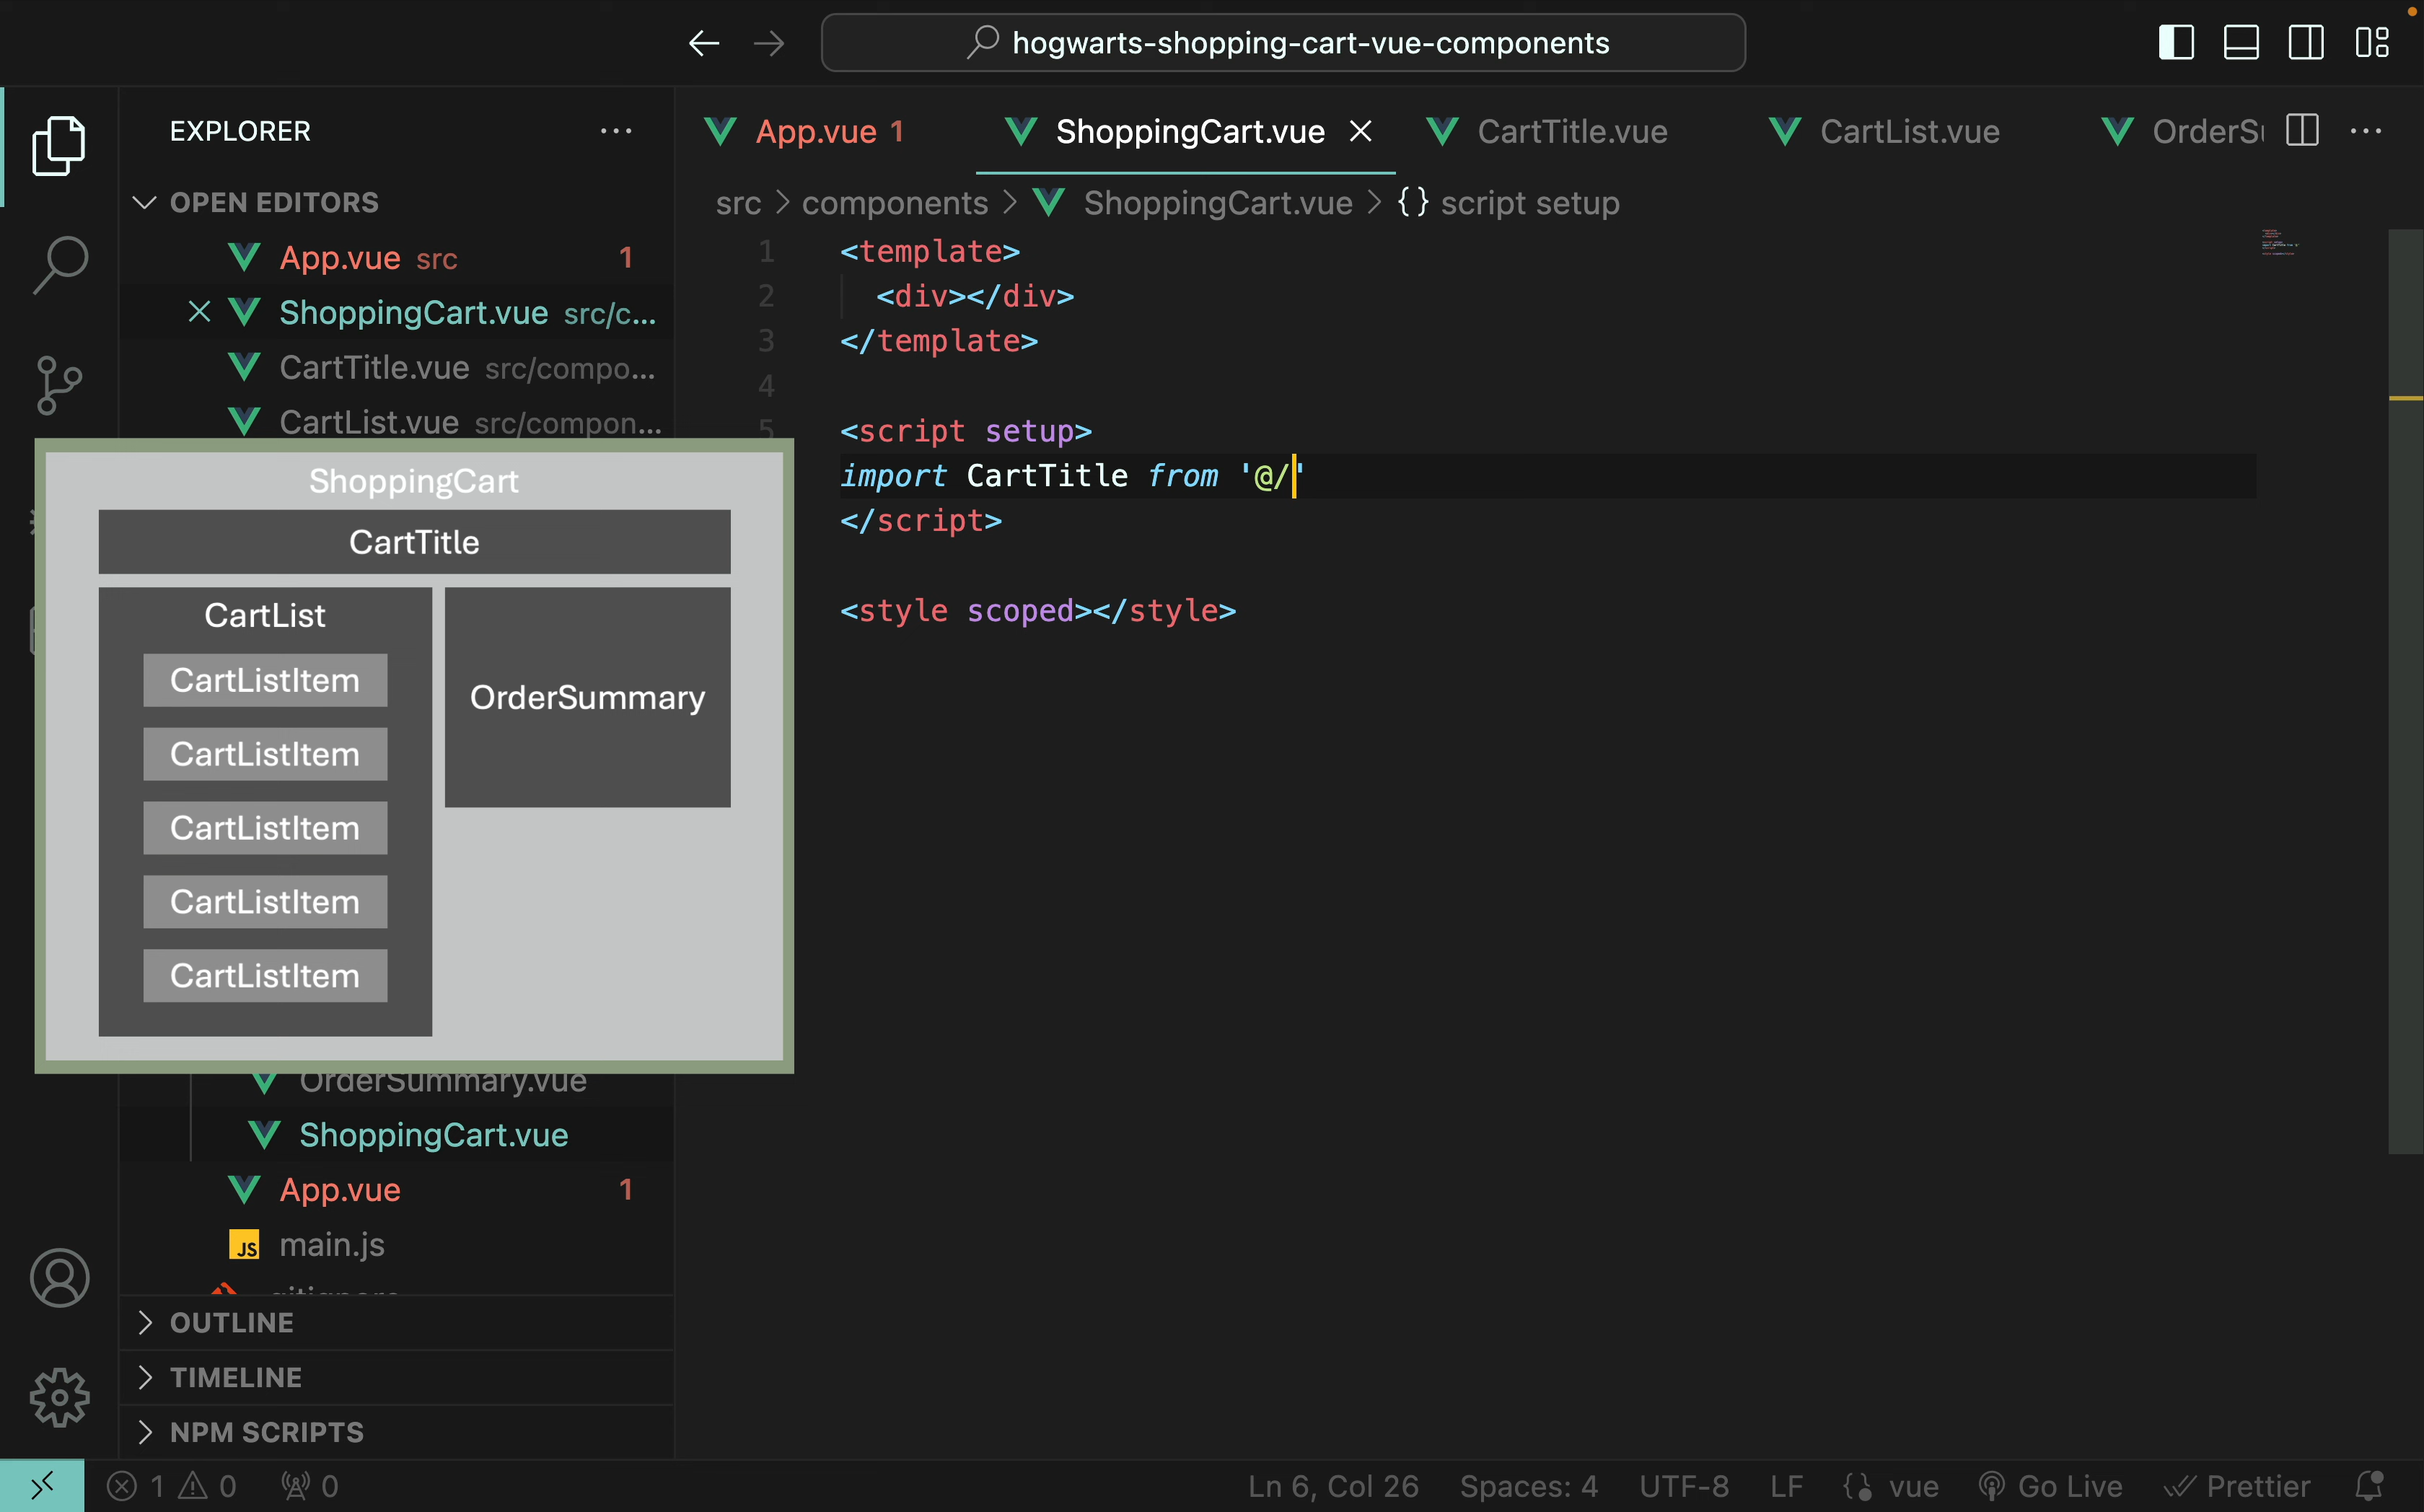 hogwarts-shopping-cart-vue-components
EXPLORER
OPEN EDITORS
App.vue src 1
ShoppingCart.vue src/c...
CartTitle.vue src/compo...
CartList.vue src/compon...
ShoppingCart
CartTitle
CartList
CartListItem
CartListItem
CartListItem
CartListItem
CartListItem
OrderSummary
OrderSummary.vue
ShoppingCart.vue
App.vue 1
JS main.js
OUTLINE
TIMELINE
NPM SCRIPTS
App.vue 1
ShoppingCart.vue
CartTitle.vue
CartList.vue
src > components > ShoppingCart.vue > {} script setup
1 <template>
2 <div></div>
3 </template>
4
5 <script setup>
import CartTitle from '@/'
</script>
<style scoped></style>
1 0 0
Ln 6, Col 26 Spaces: 4 UTF-8 LF vue Go Live Prettier